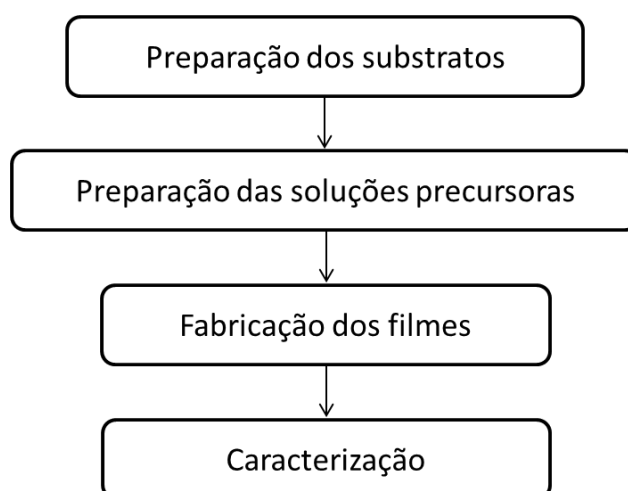 Preparação dos substratos
Preparação das soluções precursoras
Fabricação dos filmes
Caracterização